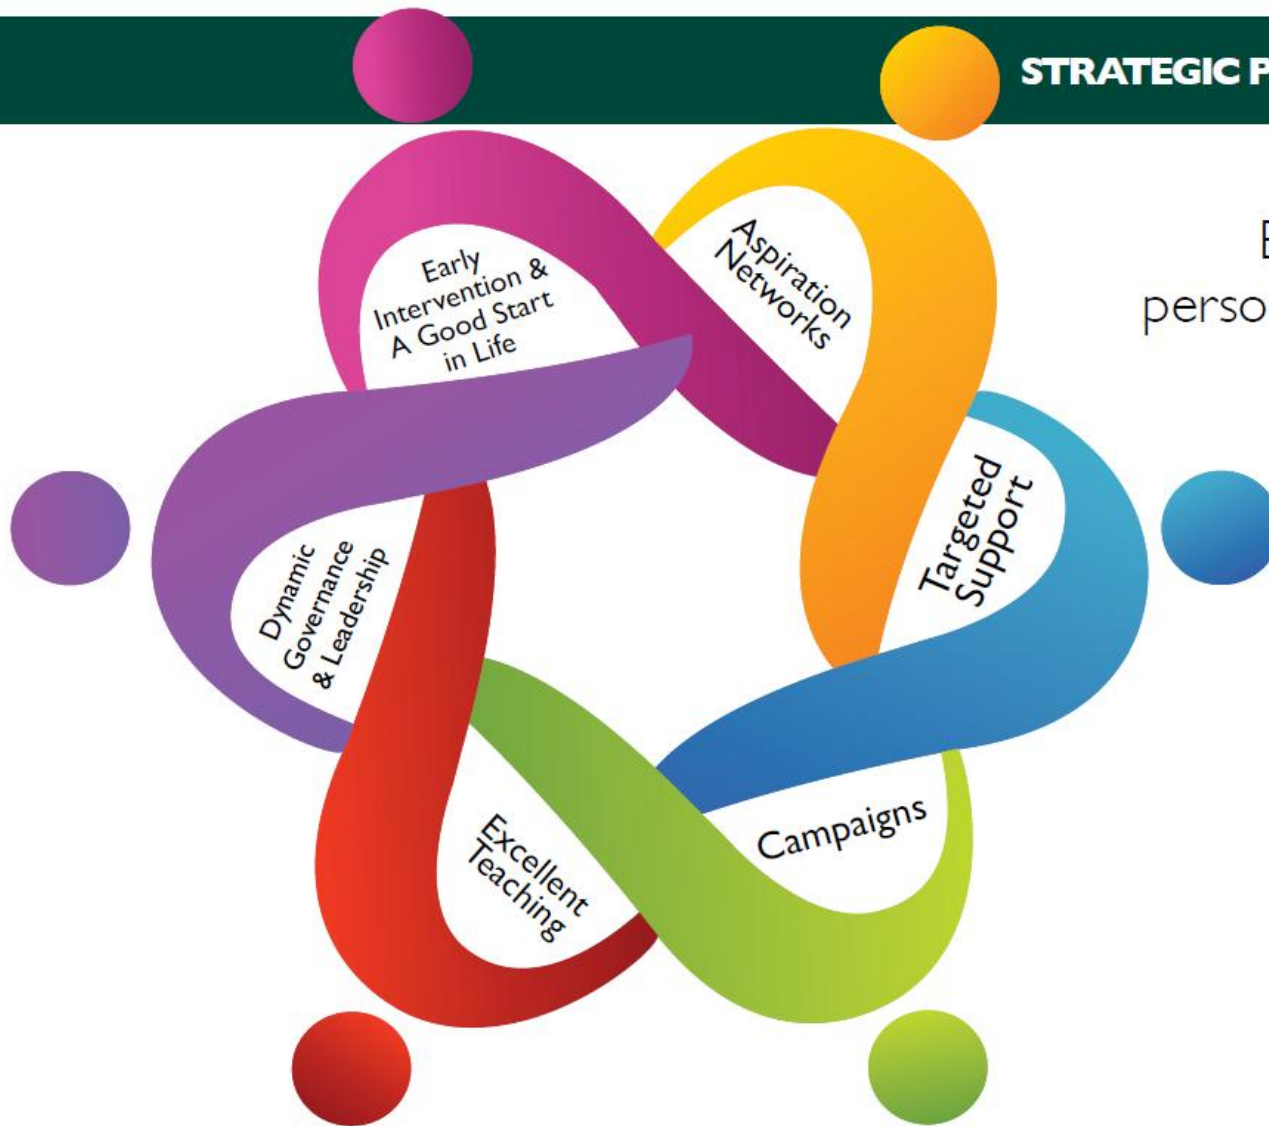 STRATEGIC P
E
perso
Early
Intervention &
A Good Start
in Life
Aspiration
Networks
Targeted
Support
Dynamic
Governance
& Leadership
Campaigns
Excellent
Teaching